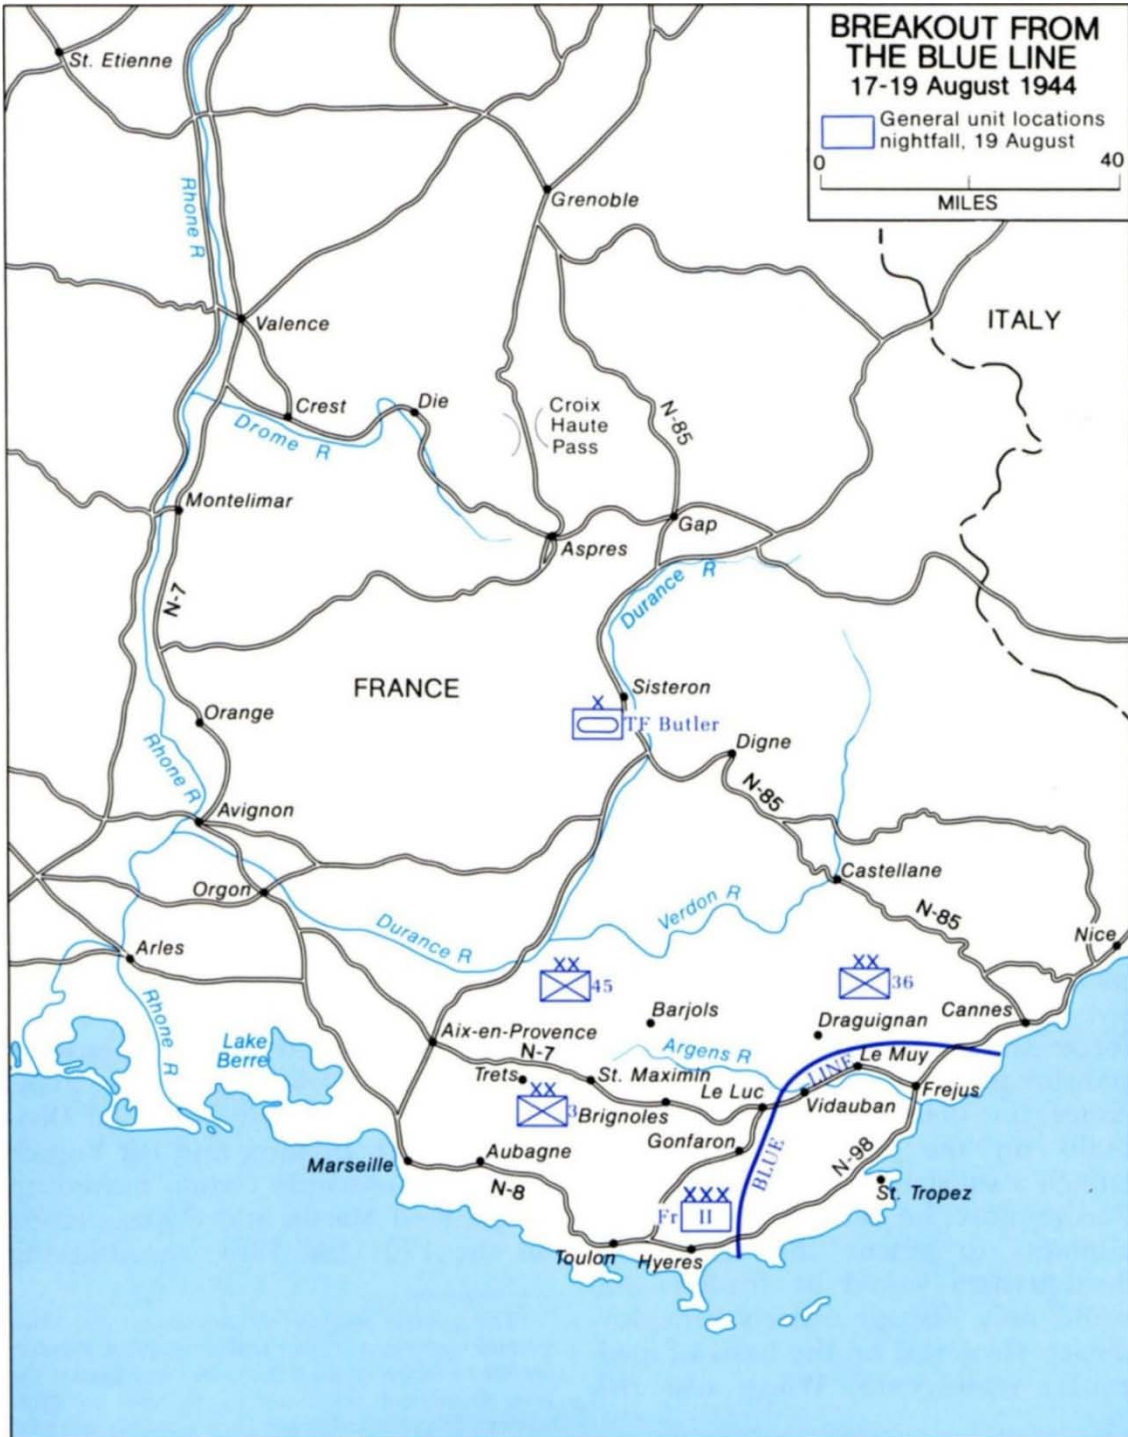 BREAKOUT FROM
THE BLUE LINE
17-19 August 1944
General unit locations
nightfall, 19 August
0
40
MILES
St. Etienne
Rhone R
Grenoble
ITALY
Valence
Crest
Die
Croix
Haute
Pass
N-85
Drome R
Montelimar
Gap
Aspres
Durance R
N-7
FRANCE
Sisteron
Orange
X
TF Butler
Digne
Rhone R
N-85
Avignon
Castellane
Orgon
Verdon R
N-85
Durance R
Nice
Arles
XX
45
XX
36
Rhone R
Barjols
Cannes
Draguignan
Lake
Berre
Aix-en-Provence
N-7
Argens R
Le Muy
Trets
St. Maximin
BLUE LINE
Le Luc
Frejus
XX
3
Brignoles
Vidauban
Gonfaron
Aubagne
N-98
Marseille
N-8
St. Tropez
XXX
Fr II
Toulon
Hyeres